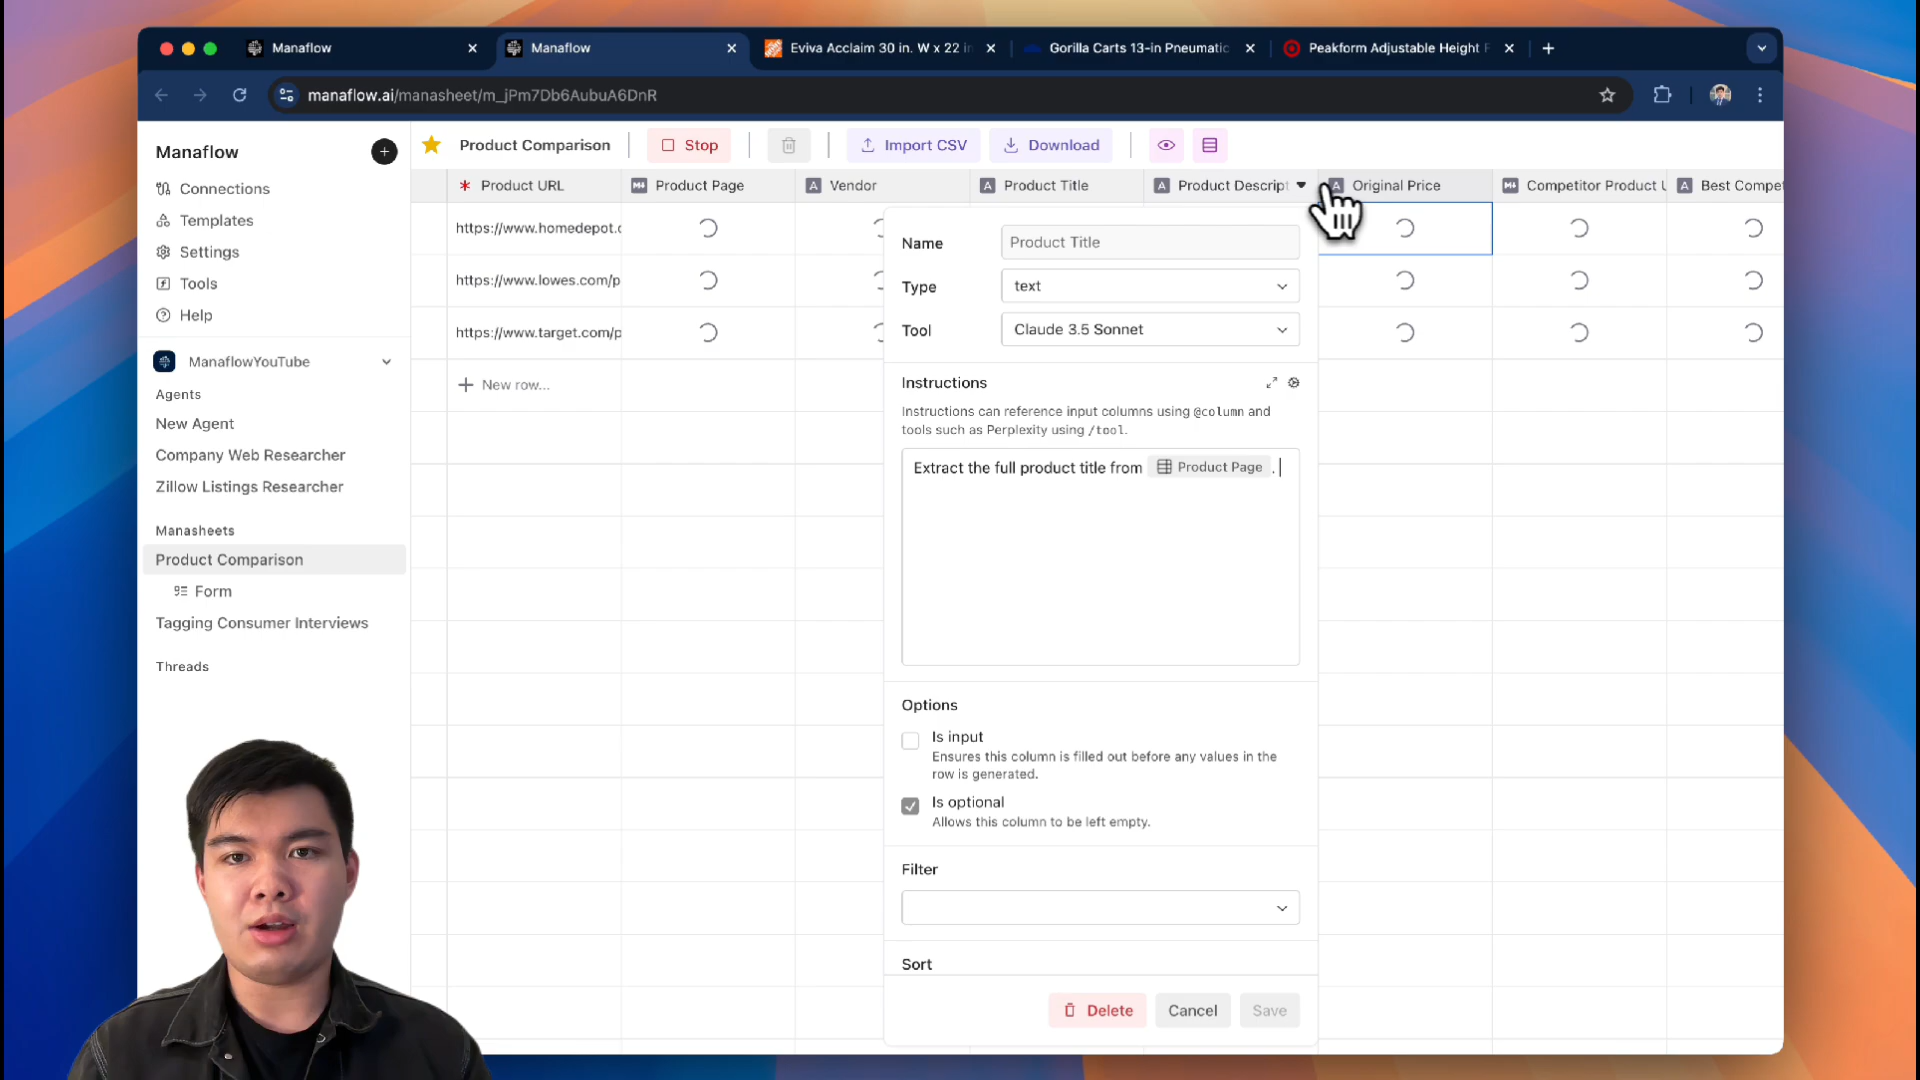 Manaflow
Manaflow
Eviva Acclaim 30 in. W x 22 in
Gorilla Carts 13-in Pneumatic
Peakform Adjustable Height F
manaflow.ai/manasheet/m_jPm7Db6AubuA6DnR
Manaflow
Connections
Templates
Settings
Tools
Help
ManaflowYouTube
Agents
New Agent
Company Web Researcher
Zillow Listings Researcher
Manasheets
Product Comparison
Form
Tagging Consumer Interviews
Threads
Product Comparison
Stop
Import CSV
Download
Product URL
Product Page
Vendor
Product Title
Product Descript
Original Price
Competitor Product U
Best Compet
https://www.homedepot.c
https://www.lowes.com/p
https://www.target.com/p
New row...
Name
Product Title
Type
text
Tool
Claude 3.5 Sonnet
Instructions
Instructions can reference input columns using @column and
tools such as Perplexity using /tool.
Extract the full product title from Product Page .
Options
Is input
Ensures this column is filled out before any values in the
row is generated.
Is optional
Allows this column to be left empty.
Filter
Sort
Delete
Cancel
Save